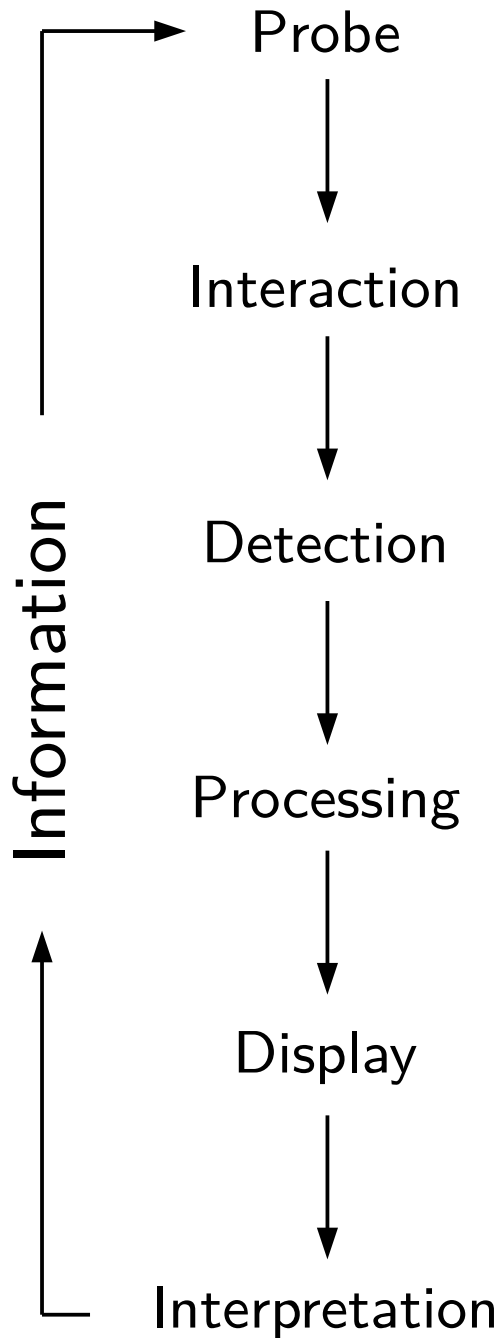 Probe
Interaction
Detection
Information
Processing
Display
Interpretation